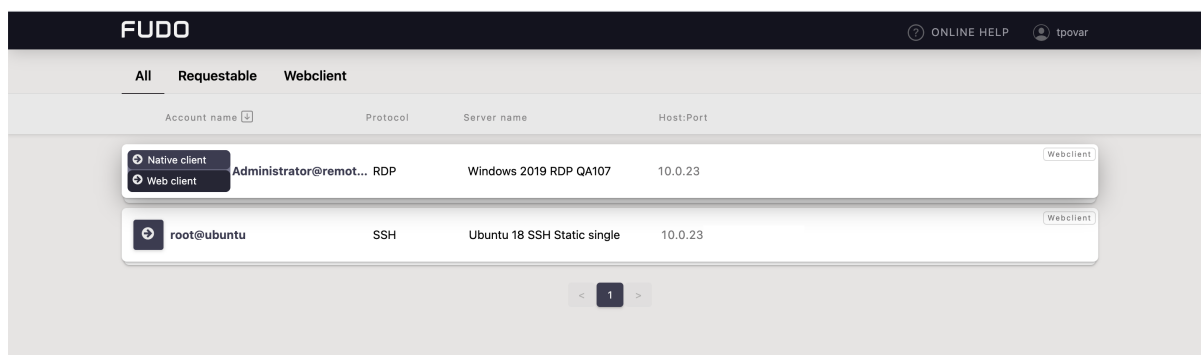 FUDO
? ONLINE HELP tpovar
All Requestable Webclient
Account name Protocol Server name Host:Port
Native client
Web client
Administrator@remot... RDP Windows 2019 RDP QA107 10.0.23
Webclient
root@ubuntu SSH Ubuntu 18 SSH Static single 10.0.23
Webclient
< 1 >